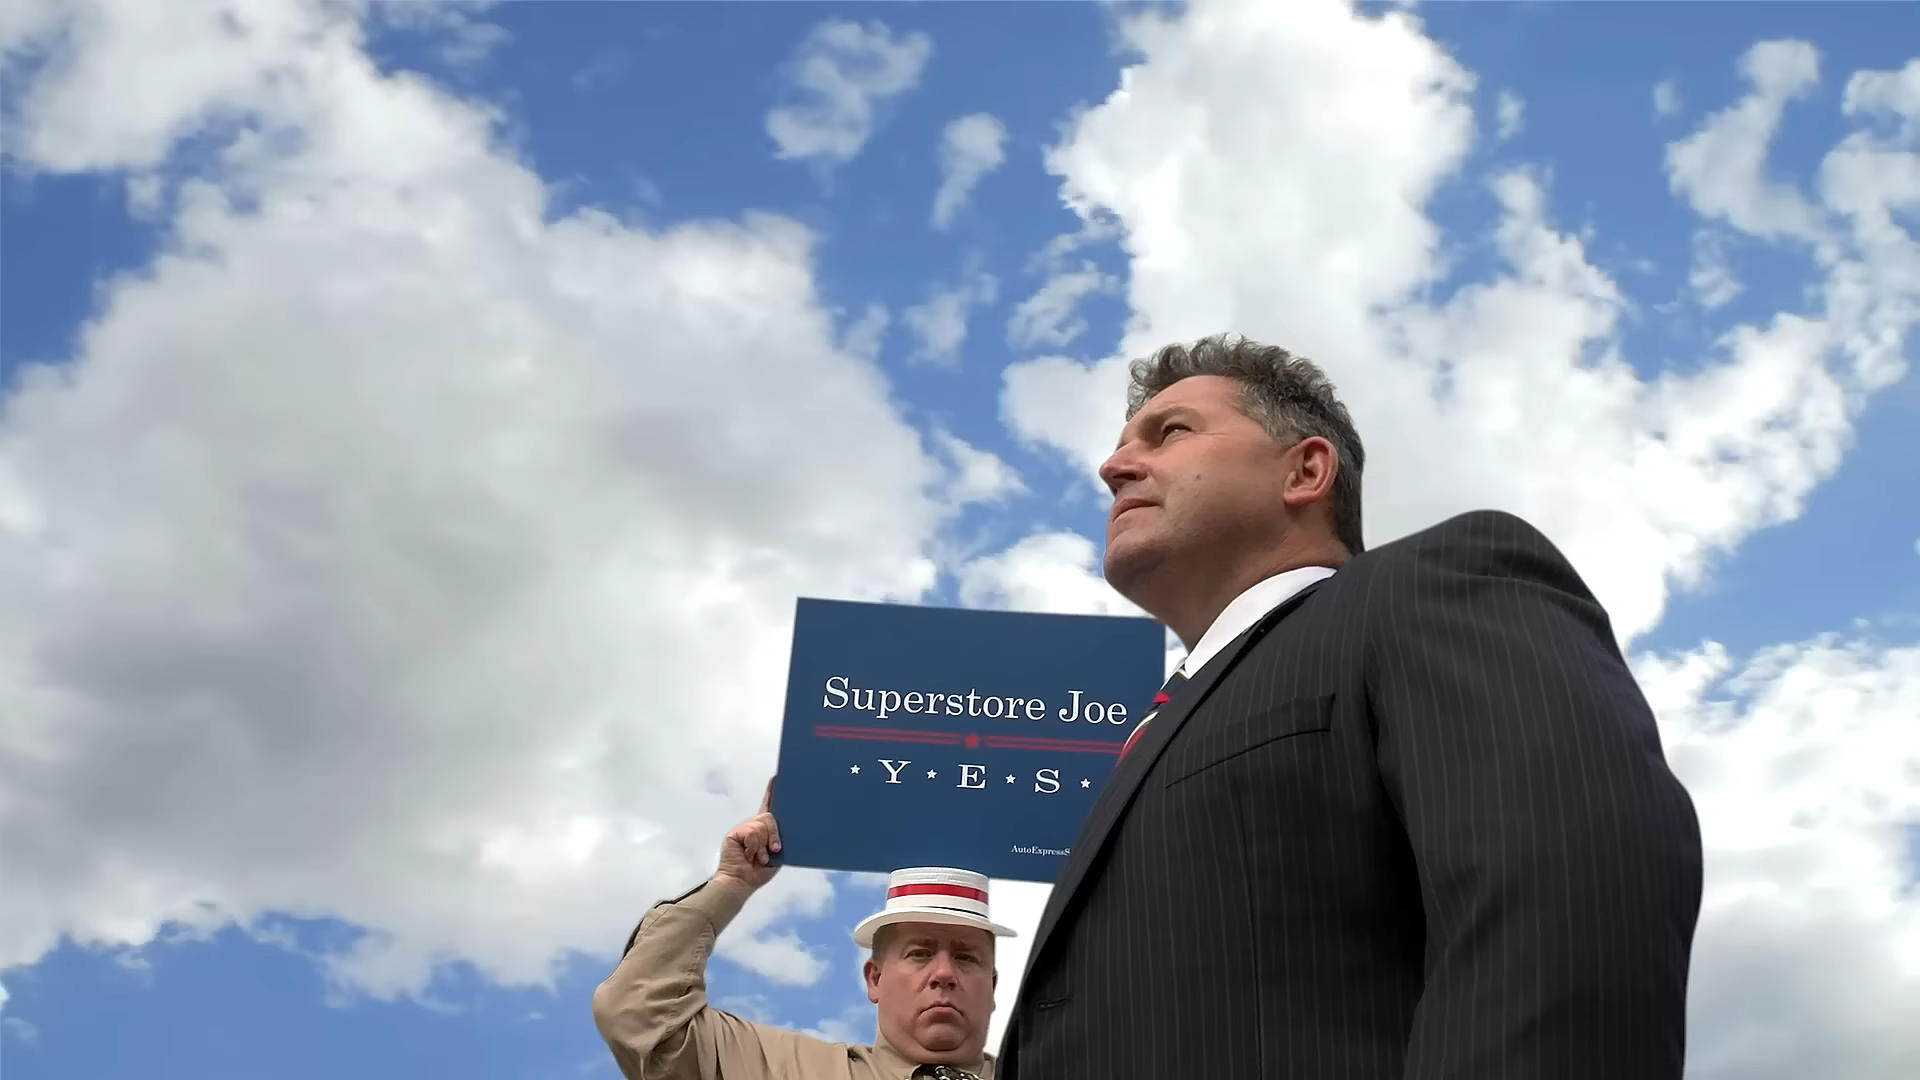 Superstore Joe
★ Y ★ E ★ S ★